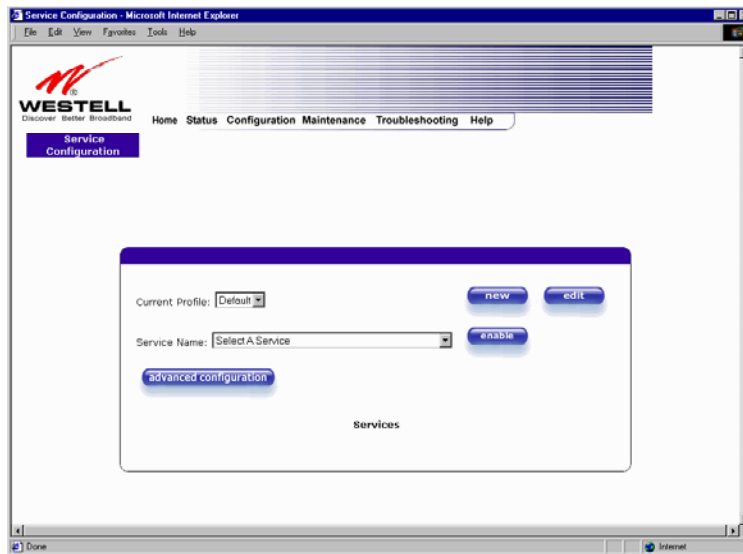 Service Configuration - Microsoft Internet Explorer
File Edit View Favorites Tools Help
®
WESTELL
Discover Better Broadband
Home Status Configuration Maintenance Troubleshooting Help
Service
Configuration
Current Profile: Default new edit
Service Name: Select A Service enable
advanced configuration
Services
Done Internet